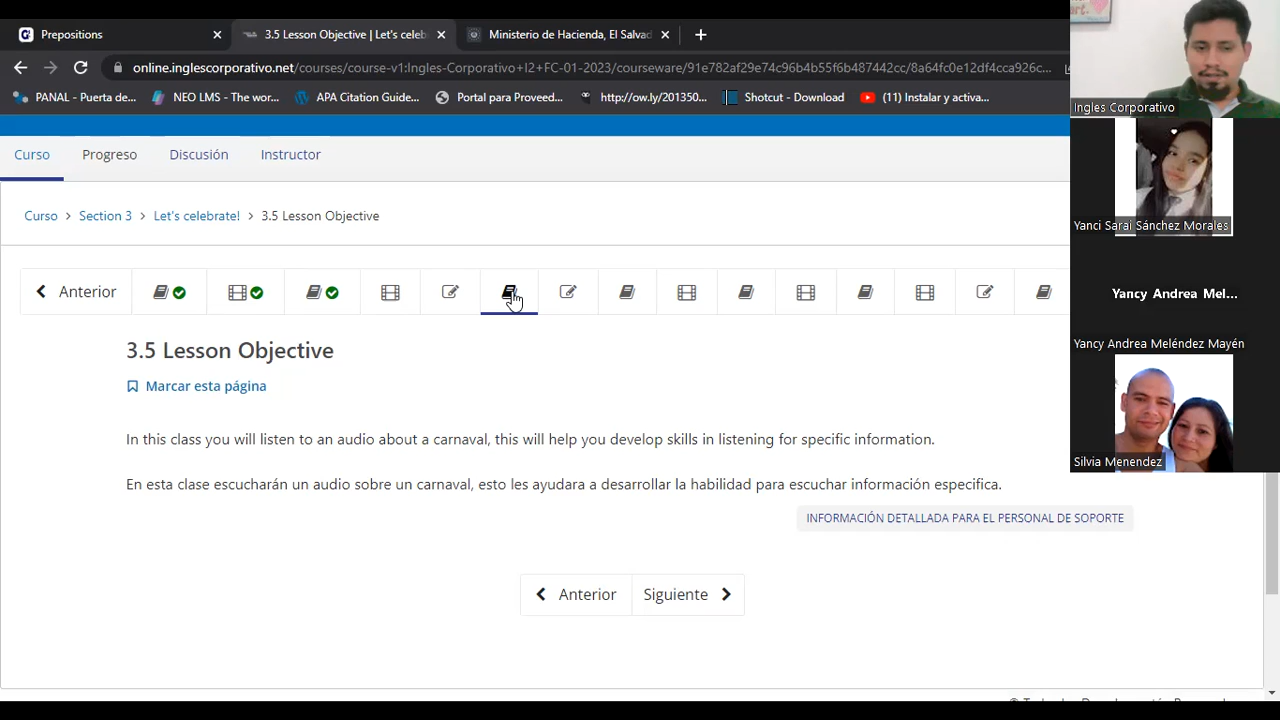 Prepositions
3.5 Lesson Objective | Let's celeb
Ministerio de Hacienda, El Salvad
online.inglescorporativo.net/courses/course-v1:Ingles-Corporativo+I2+FC-01-2023/courseware/91e782af29e74c96b4b55f6b487442cc/8a64fc0e12df4cca926c...
PANAL - Puerta de...
NEO LMS - The wor...
APA Citation Guide...
Portal para Proveed...
http://ow.ly/201350...
Shotcut - Download
(11) Instalar y activa...
Curso
Progreso
Discusión
Instructor
Curso > Section 3 > Let's celebrate! > 3.5 Lesson Objective
Anterior
3.5 Lesson Objective
Marcar esta página
In this class you will listen to an audio about a carnaval, this will help you develop skills in listening for specific information.
En esta clase escucharán un audio sobre un carnaval, esto les ayudara a desarrollar la habilidad para escuchar información especifica.
INFORMACIÓN DETALLADA PARA EL PERSONAL DE SOPORTE
Anterior
Siguiente
Ingles Corporativo
Yanci Sarai Sánchez Morales
Yancy Andrea Mel...
Yancy Andrea Meléndez Mayén
Silvia Menendez